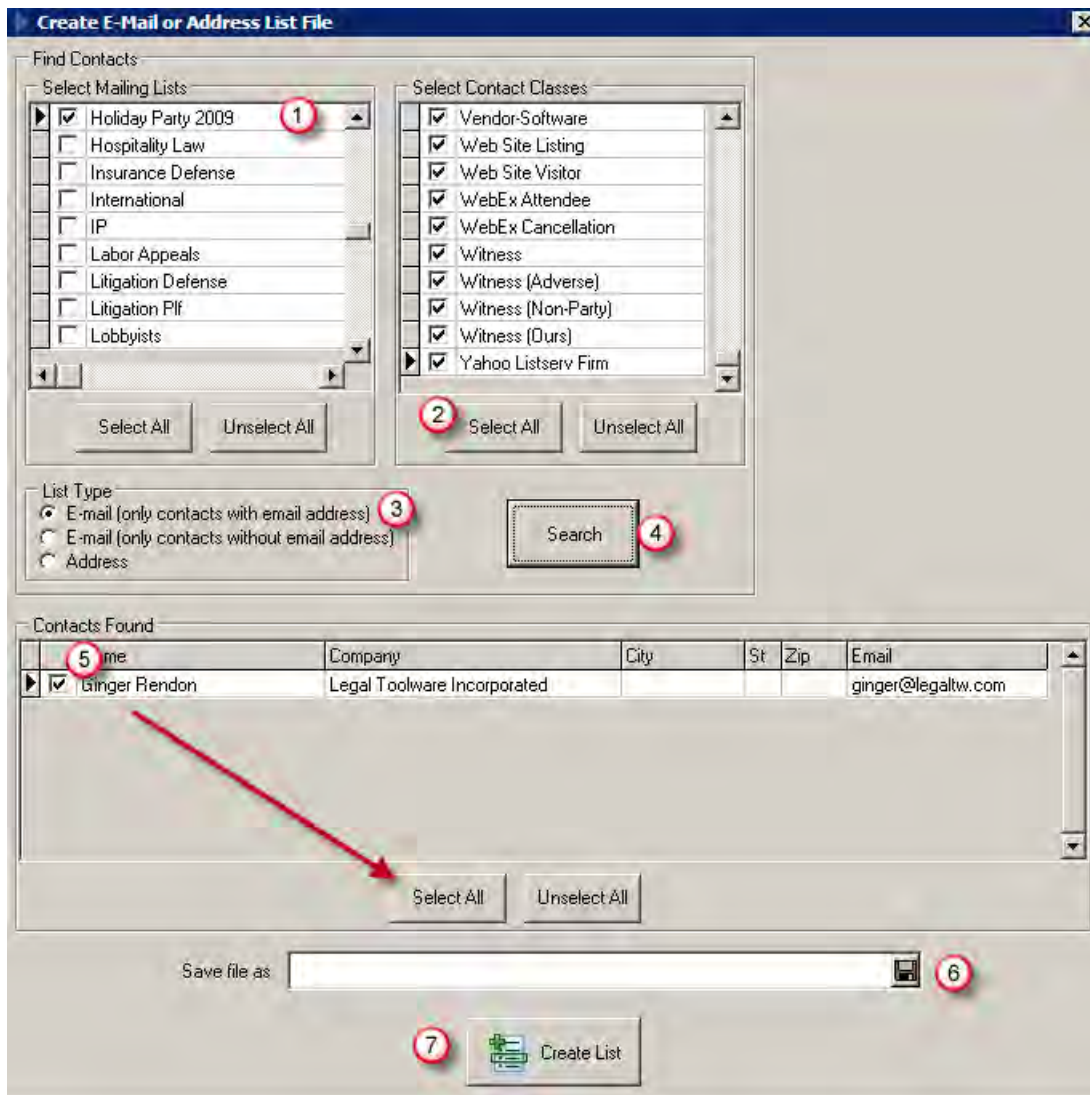 Create E-Mail or Address List File
Find Contacts
Select Mailing Lists
Holiday Party 2009
1
Hospitality Law
Insurance Defense
International
IP
Labor Appeals
Litigation Defense
Litigation Plf
Lobbyists
Select All
Unselect All
Select Contact Classes
Vendor-Software
Web Site Listing
Web Site Visitor
WebEx Attendee
WebEx Cancellation
Witness
Witness (Adverse)
Witness (Non-Party)
Witness (Ours)
Yahoo Listserv Firm
2
Select All
Unselect All
List Type
E-mail (only contacts with email address)
3
E-mail (only contacts without email address)
Address
Search
4
Contacts Found
5
me Company City St Zip Email
Ginger Rendon Legal Toolware Incorporated ginger@legaltw.com
Select All
Unselect All
Save file as
6
7
Create List